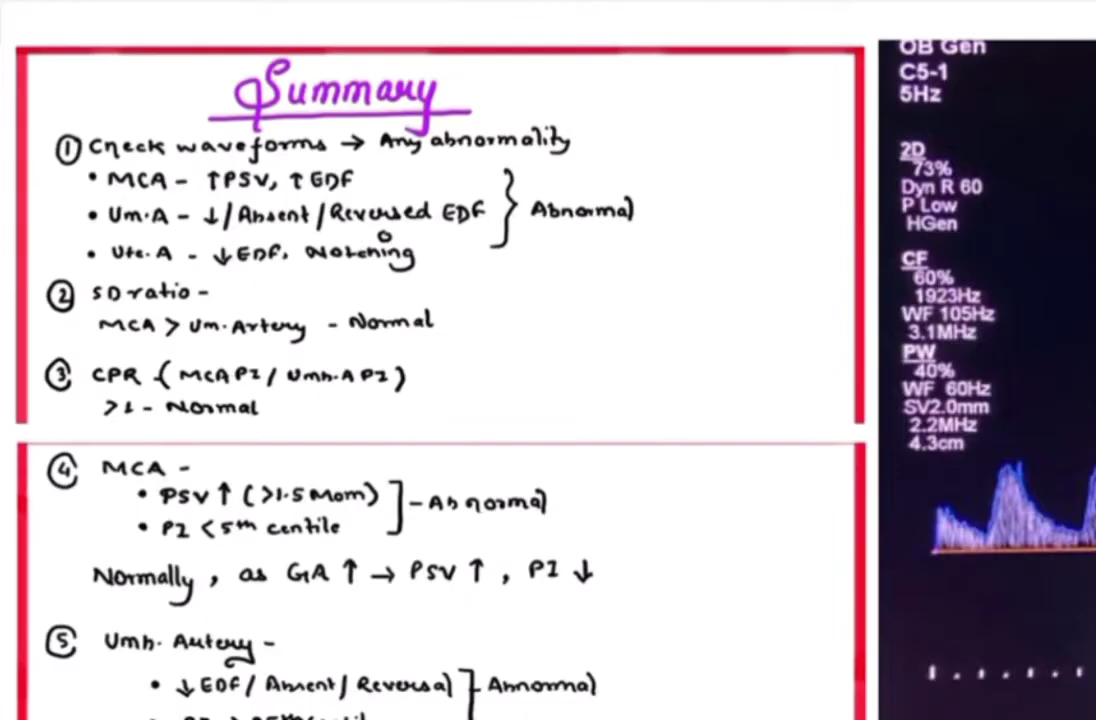 Summary
① Check waveforms → Any abnormality
• MCA - ↑PSV, ↑EDF
• Um.A - ↓/Absent/Reversed EDF } Abnormal
• Ute.A - ↓EDF, Notching
② SD ratio -
MCA > Um. Artery - Normal
③ CPR (MCA PI / Umb.A PI)
>1 - Normal
④ MCA -
• PSV ↑ (>1.5 MoM) ] - Abnormal
• PI < 5th centile
Normally, as GA ↑ → PSV ↑, PI ↓
⑤ Umb. Artery -
• ↓EDF/Absent/Reversal ] - Abnormal
OB Gen
C5-1
5Hz
2D
73%
Dyn R 60
P Low
HGen
CF
60%
1923Hz
WF 105Hz
3.1MHz
PW
40%
WF 60Hz
SV2.0mm
2.2MHz
4.3cm